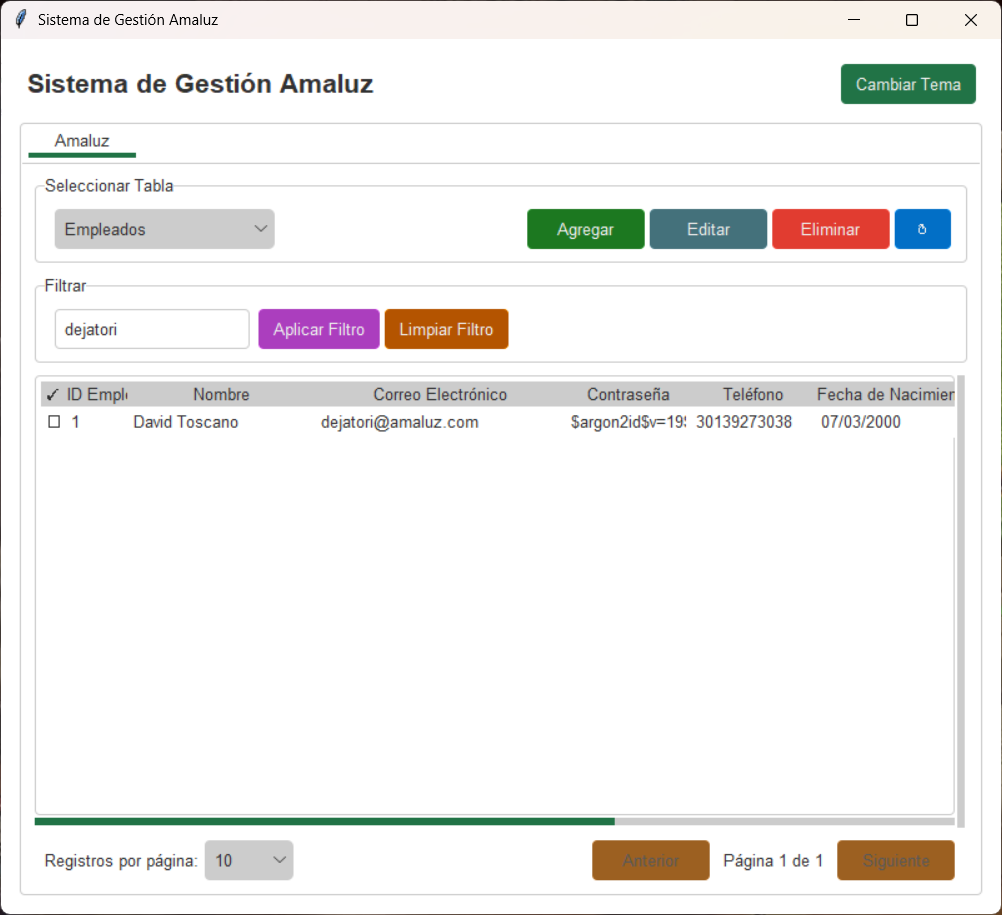 Sistema de Gestión Amaluz
Sistema de Gestión Amaluz
Cambiar Tema
Amaluz
Seleccionar Tabla
Empleados Agregar Editar Eliminar
Filtrar
dejatori Aplicar Filtro Limpiar Filtro
✓ ID Emple Nombre Correo Electrónico Contraseña Teléfono Fecha de Nacimien
☐ 1 David Toscano dejatori@amaluz.com $argon2id$v=19$ 30139273038 07/03/2000
Registros por página: 10 Anterior Página 1 de 1 Siguiente